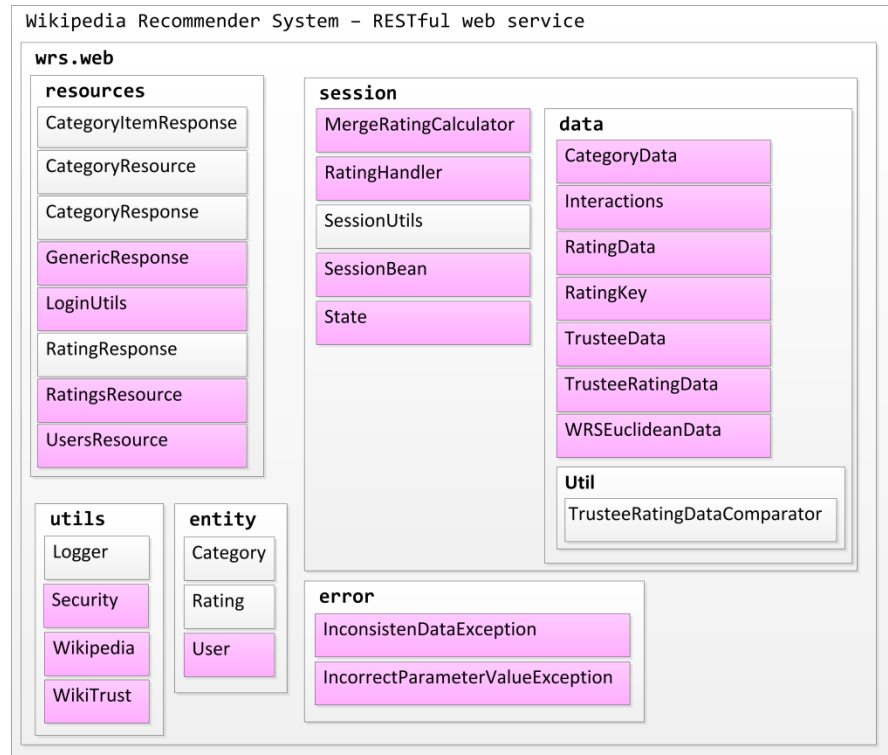 Wikipedia Recommender System – RESTful web service
wrs.web
resources
CategoryItemResponse
CategoryResource
CategoryResponse
GenericResponse
LoginUtils
RatingResponse
RatingsResource
UsersResource
session
MergeRatingCalculator
RatingHandler
SessionUtils
SessionBean
State
data
CategoryData
Interactions
RatingData
RatingKey
TrusteeData
TrusteeRatingData
WRSEuclideanData
Util
TrusteeRatingDataComparator
utils
Logger
Security
Wikipedia
WikiTrust
entity
Category
Rating
User
error
InconsistenDataException
IncorrectParameterValueException